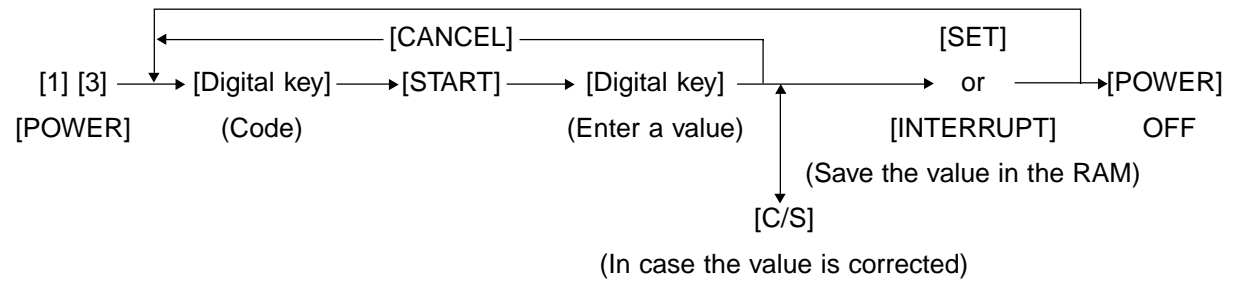 [CANCEL] [SET]
[1] [3] [Digital key] [START] [Digital key] or [POWER]
[POWER] (Code) (Enter a value) [INTERRUPT] OFF
(Save the value in the RAM)
[C/S]
(In case the value is corrected)